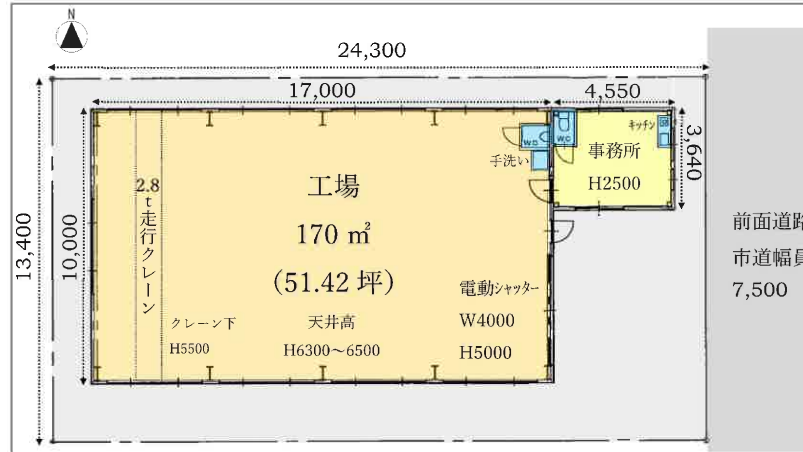 N
24,300
17,000
4,550
13,400
10,000
3,640
2.8t走行クレーン
工場
170 ㎡
(51.42 坪)
クレーン下
H5500
天井高
H6300～6500
電動シャッター
W4000
H5000
手洗い
WC
WC
キッチン
事務所
H2500
前面道路
市道幅員
7,500